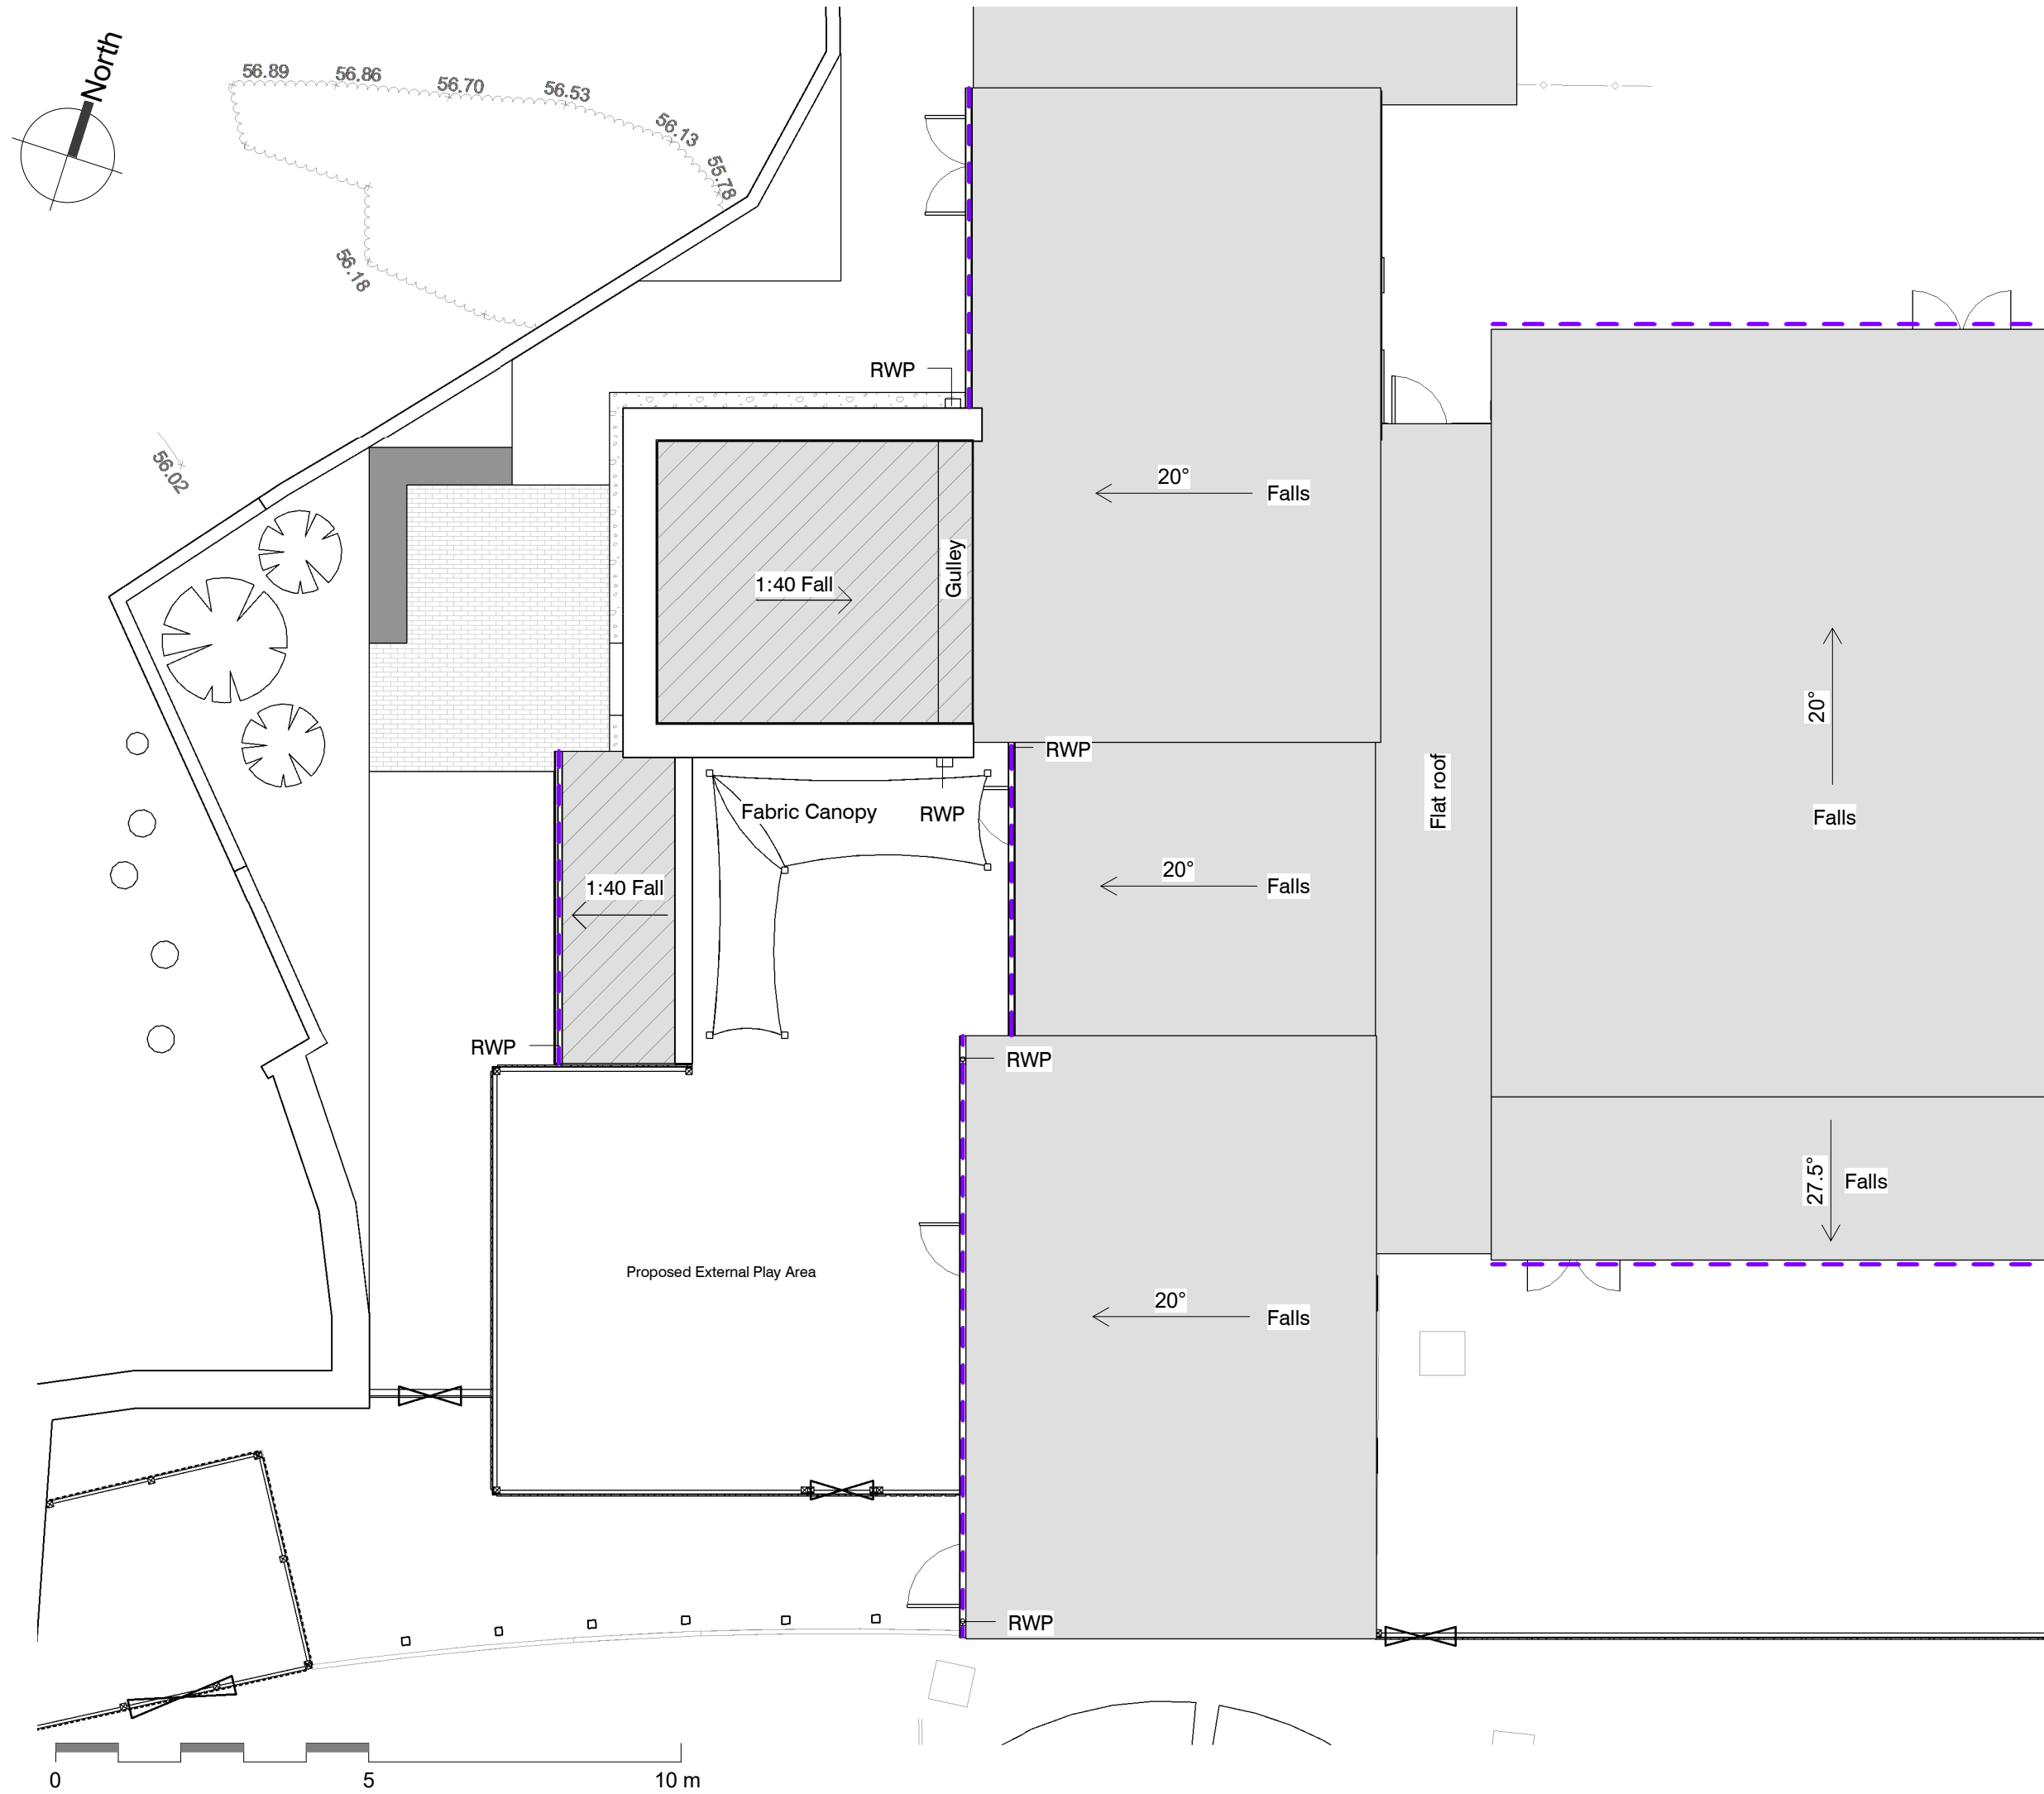 North
56.89
56.86
56.70
56.53
56.13
55.78
56.18
56.02
RWP
20°
Falls
Gulley
1:40 Fall
20°
Falls
RWP
Flat roof
Fabric Canopy
RWP
20°
Falls
1:40 Fall
RWP
RWP
27.5°
Falls
Proposed External Play Area
20°
Falls
RWP
0
5
10 m